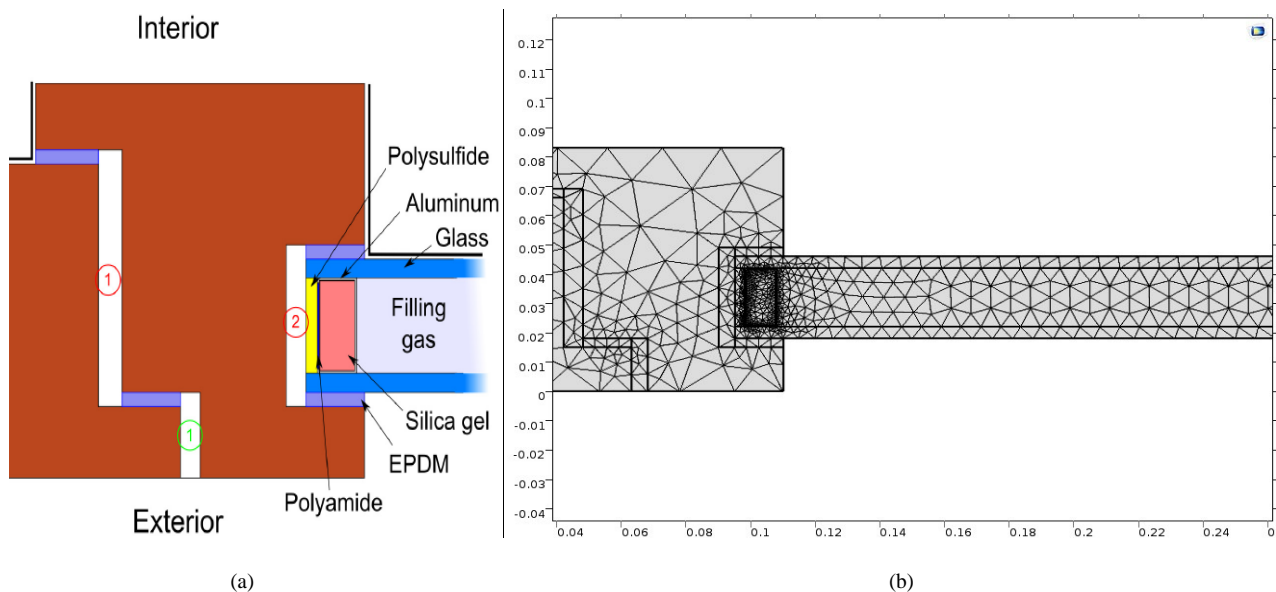 Interior
Polysulfide
Aluminum
Glass
1
2
Filling
gas
1
Silica gel
EPDM
Polyamide
Exterior
(a)
0.12
0.11
0.1
0.09
0.08
0.07
0.06
0.05
0.04
0.03
0.02
0.01
0
-0.01
-0.02
-0.03
-0.04
0.04 0.06 0.08 0.1 0.12 0.14 0.16 0.18 0.2 0.22 0.24 0
(b)